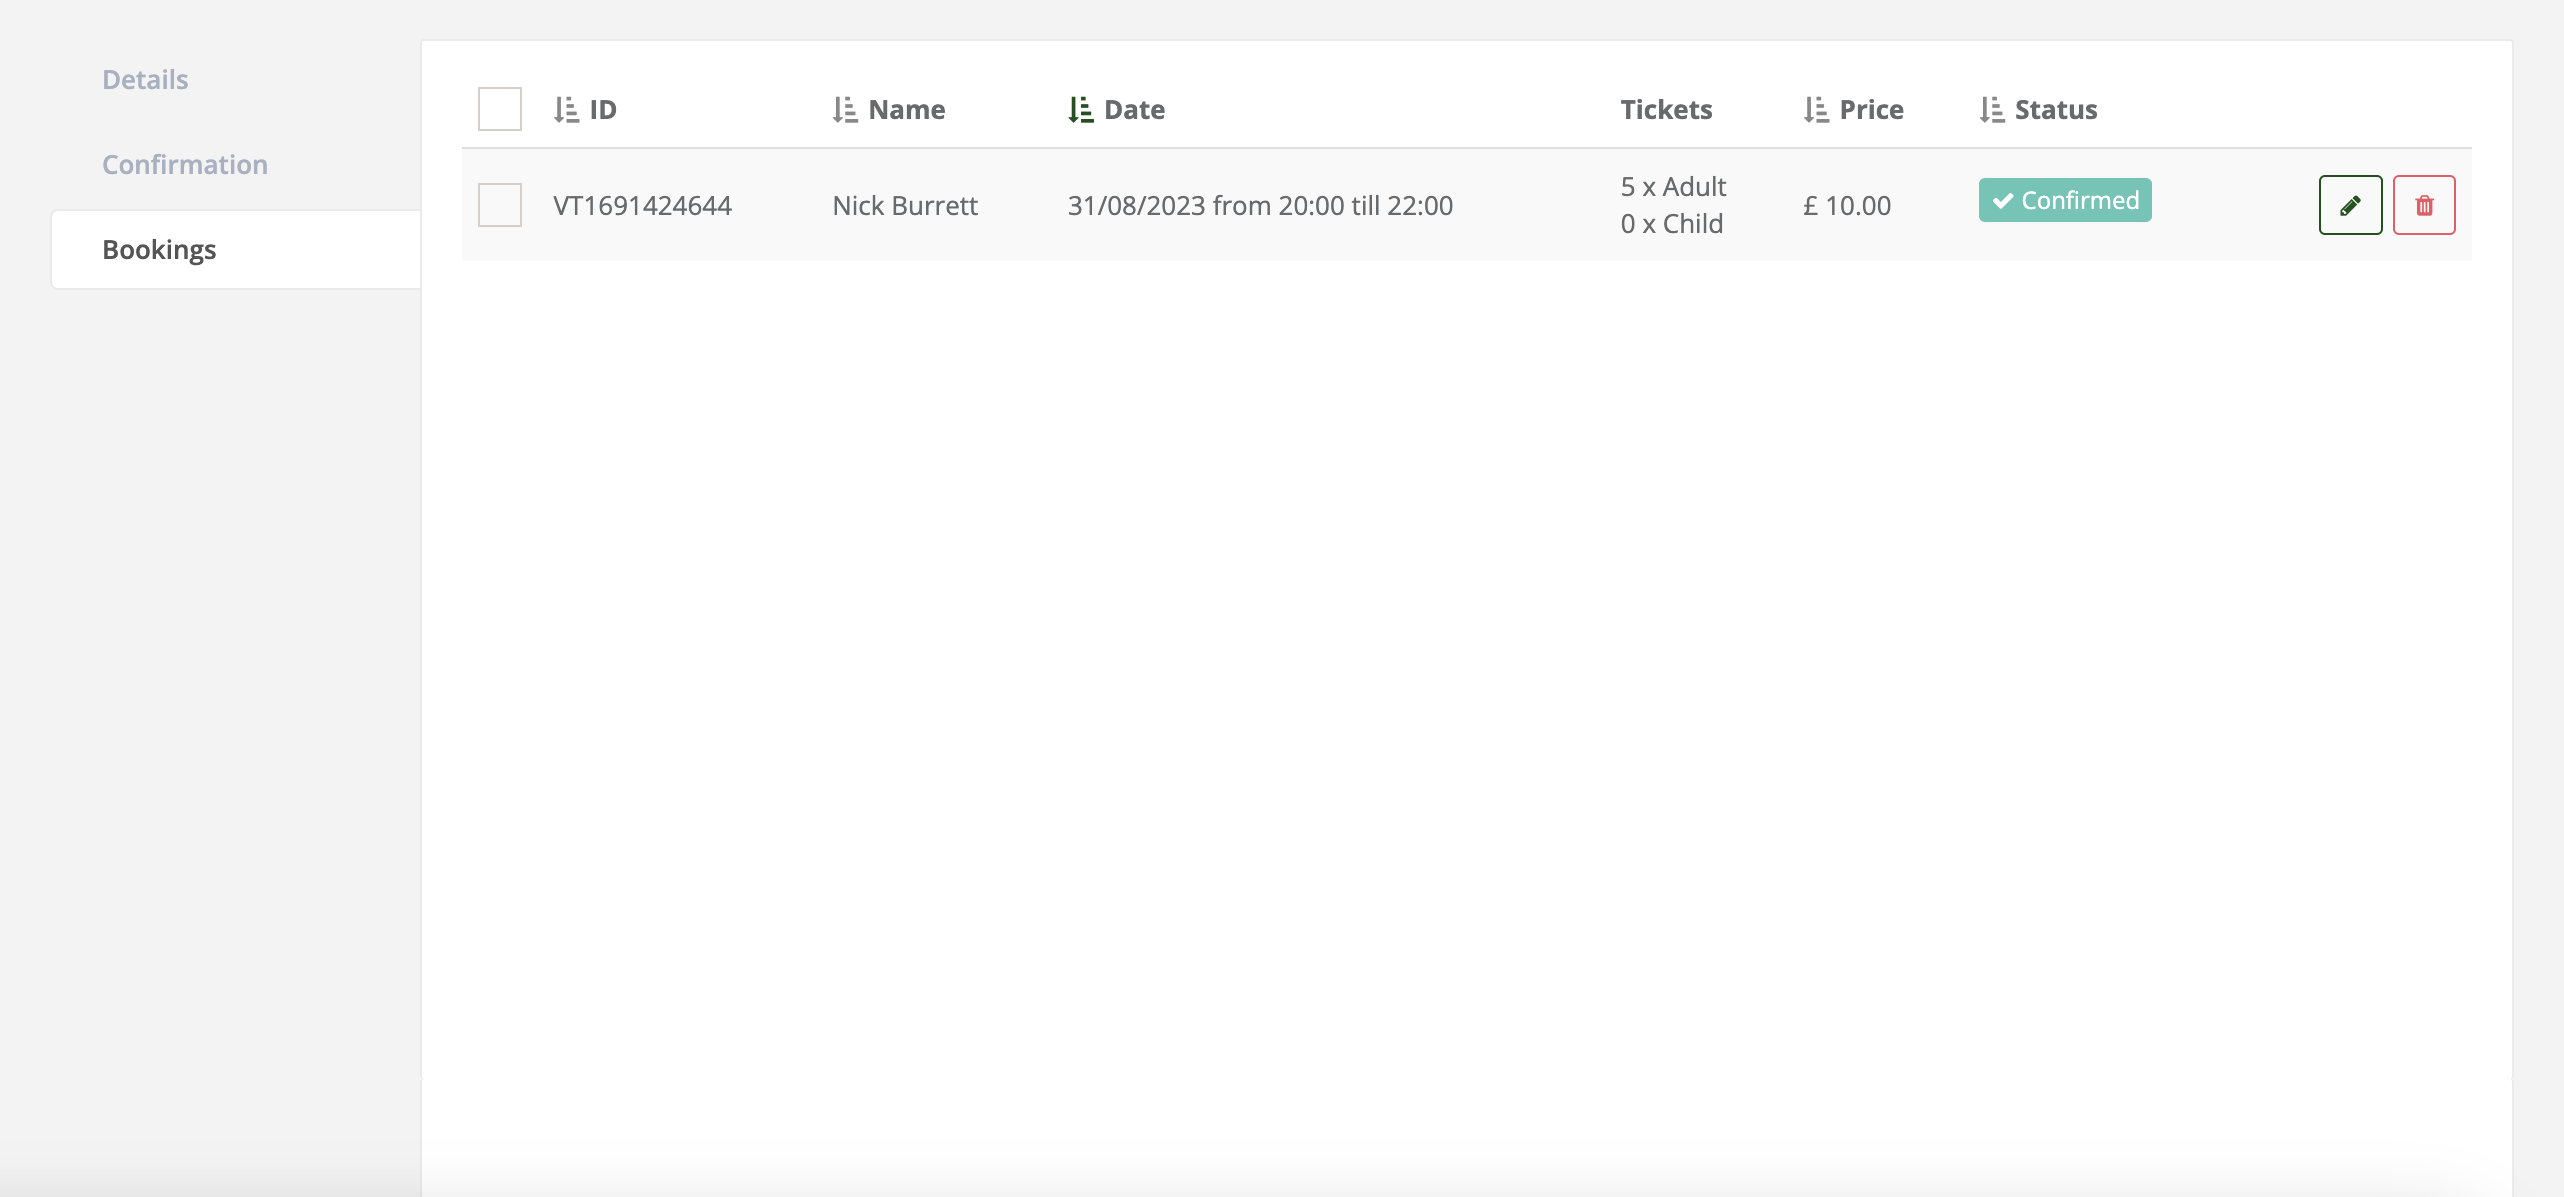 Details
Confirmation
Bookings
ID Name Date Tickets Price Status
VT1691424644 Nick Burrett 31/08/2023 from 20:00 till 22:00 5 x Adult £ 10.00 Confirmed
0 x Child